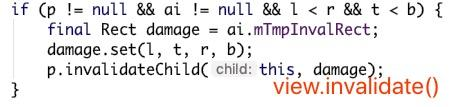 if (p != null && ai != null && l < r && t < b) {
final Rect damage = ai.mTmpInvalRect;
damage.set(l, t, r, b);
p.invalidateChild( child: this, damage);
view.invalidate()
}